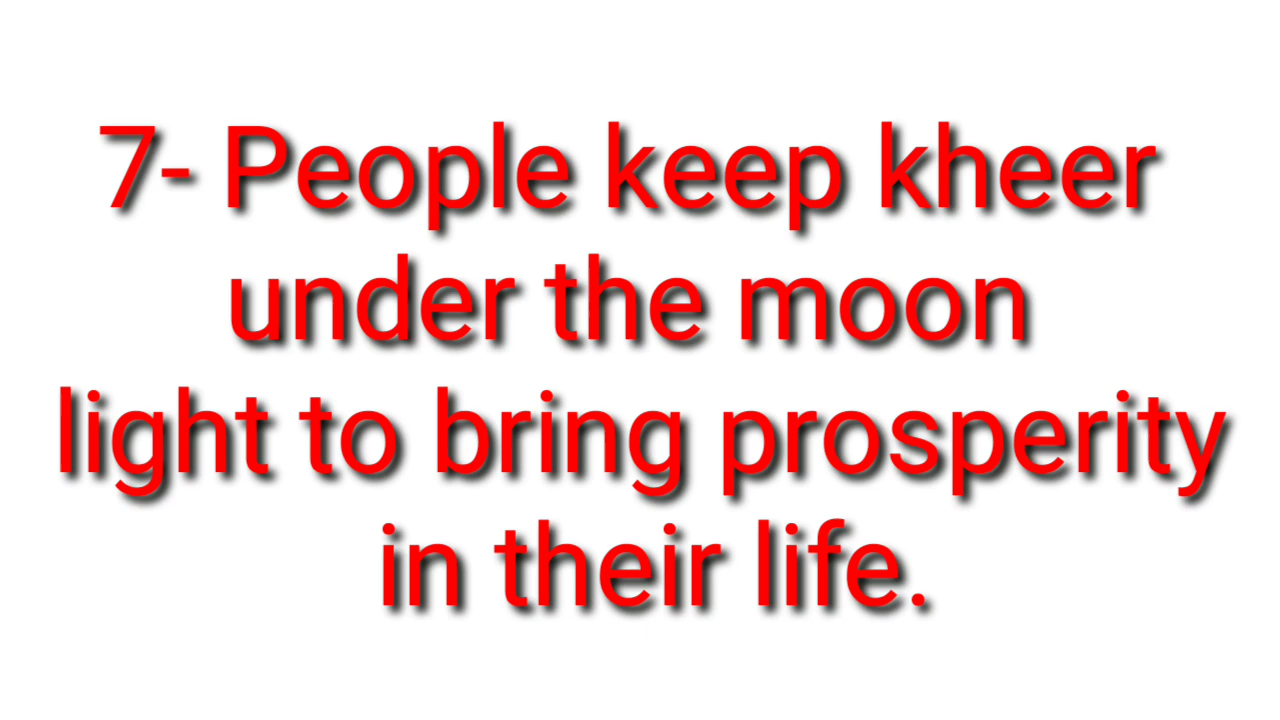 7- People keep kheer
under the moon
light to bring prosperity
in their life.